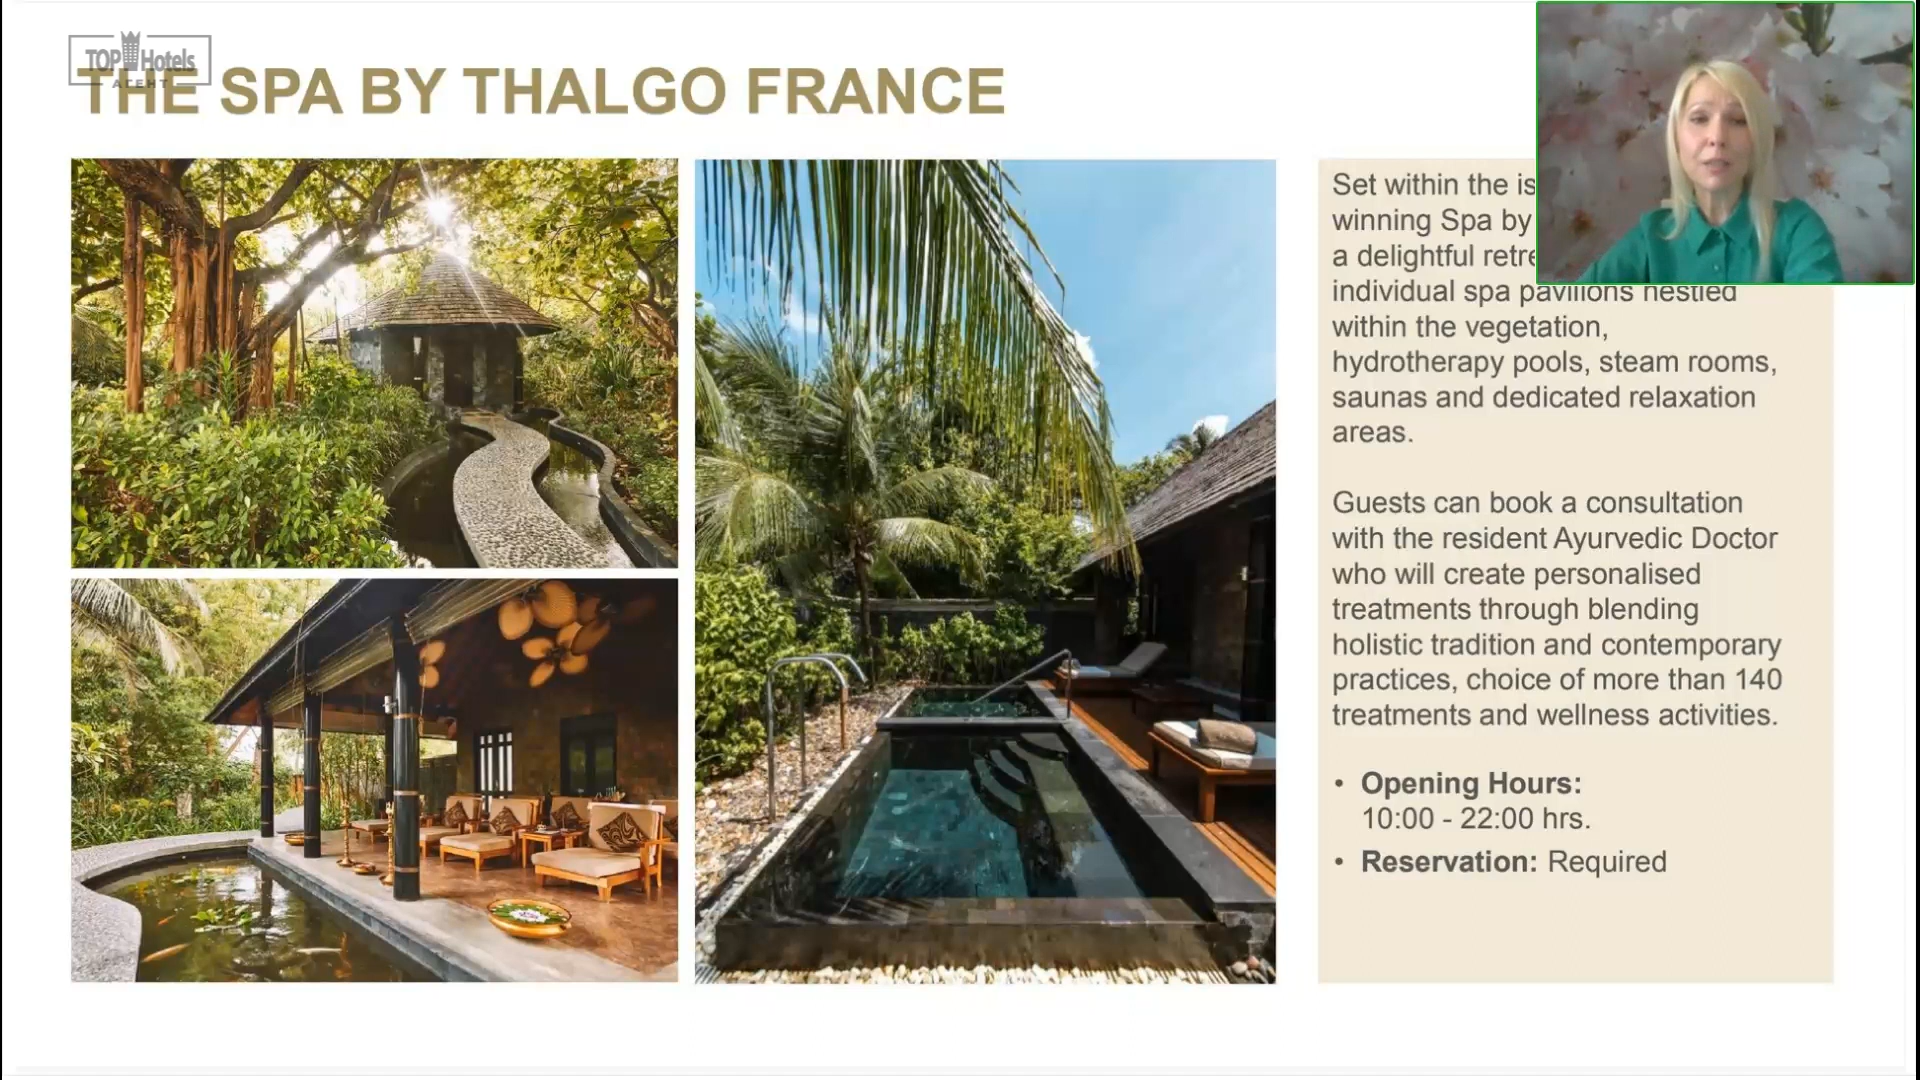 TOP Hotels
АГЕНТ
THE SPA BY THALGO FRANCE
Set within the is
winning Spa by
a delightful retre
individual spa pavilions nestled
within the vegetation,
hydrotherapy pools, steam rooms,
saunas and dedicated relaxation
areas.
Guests can book a consultation
with the resident Ayurvedic Doctor
who will create personalised
treatments through blending
holistic tradition and contemporary
practices, choice of more than 140
treatments and wellness activities.
• Opening Hours:
10:00 - 22:00 hrs.
• Reservation: Required